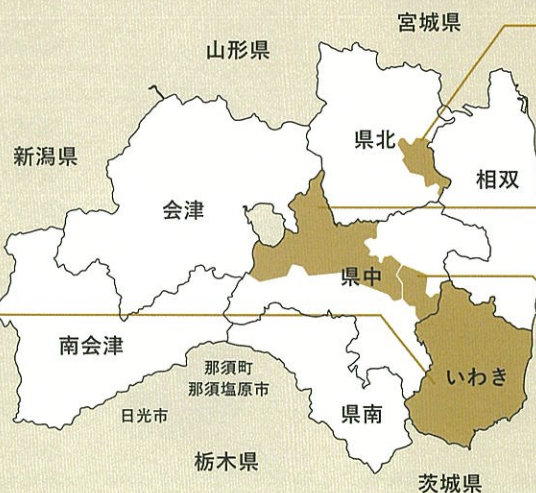 宮城県
山形県
県北
新潟県
相双
会津
県中
南会津
いわき
那須町
那須塩原市
県南
日光市
栃木県
茨城県